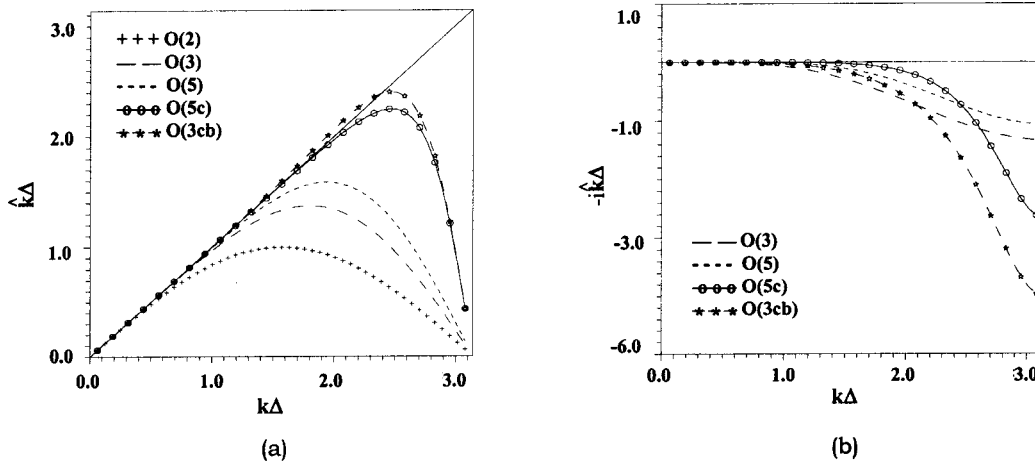 3.2
+ + + O(2)
O(3)
O(5)
O(5c)
O(3cb)
2.0
k̂Δ
1.0
0.0
0.0 1.0 2.0 3.0
kΔ
(a)
1.0
-1.0
-ik̂Δ
-3.0
O(3)
O(5)
O(5c)
O(3cb)
-6.0
0.0 1.0 2.0 3.0
kΔ
(b)